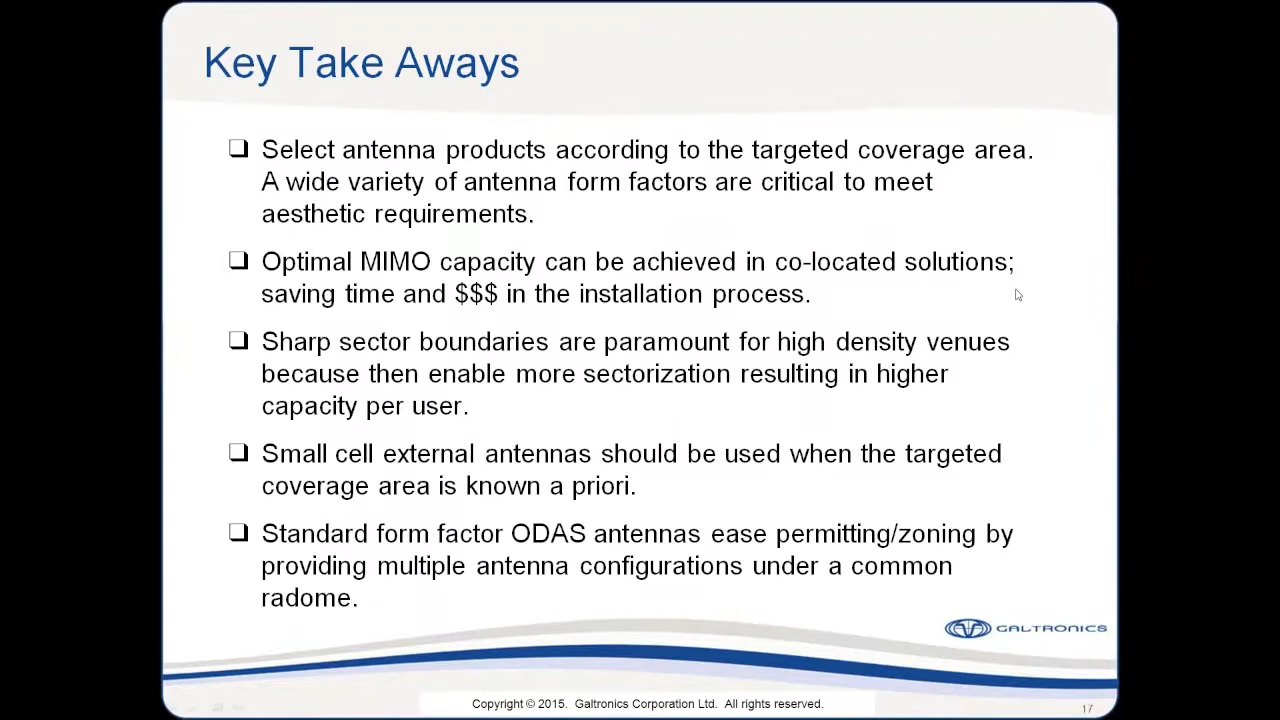 Key Take Aways
❑ Select antenna products according to the targeted coverage area.
A wide variety of antenna form factors are critical to meet
aesthetic requirements.
❑ Optimal MIMO capacity can be achieved in co-located solutions;
saving time and $$$ in the installation process.
❑ Sharp sector boundaries are paramount for high density venues
because then enable more sectorization resulting in higher
capacity per user.
❑ Small cell external antennas should be used when the targeted
coverage area is known a priori.
❑ Standard form factor ODAS antennas ease permitting/zoning by
providing multiple antenna configurations under a common
radome.
GALTRONICS
Copyright © 2015. Galtronics Corporation Ltd. All rights reserved.
17